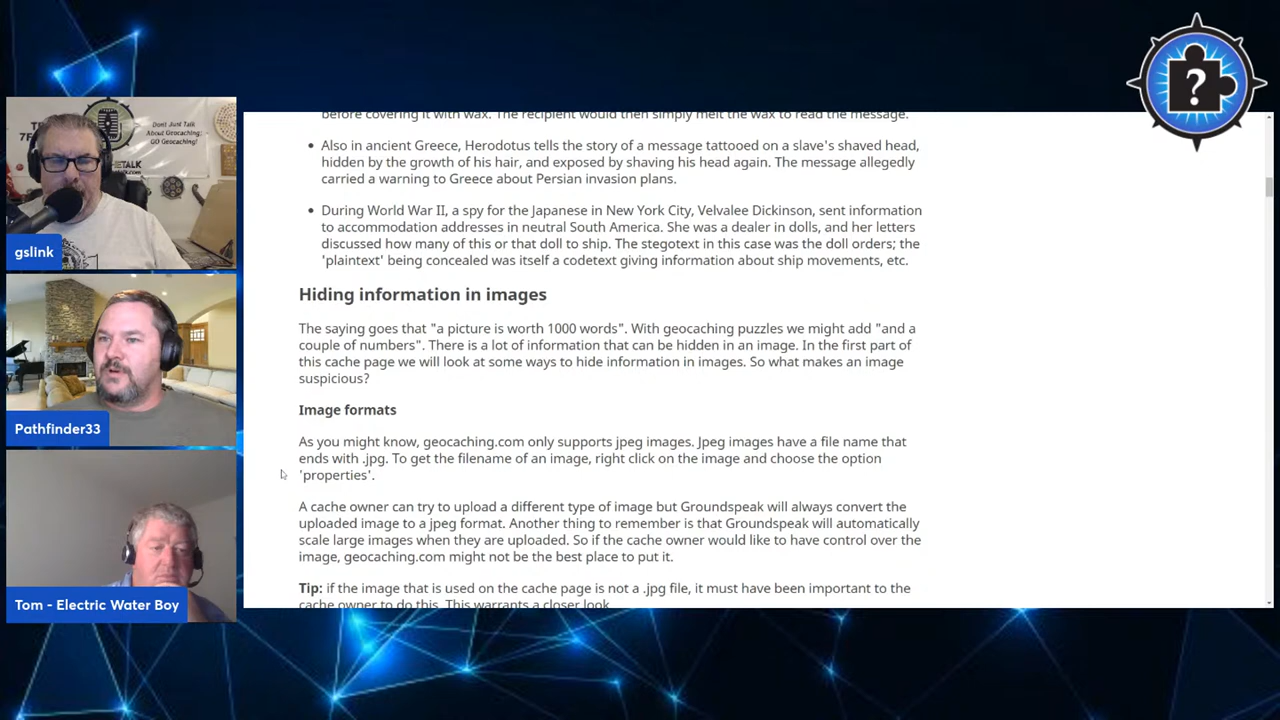 Don't Just Talk
About Geocaching;
GO Geocaching!
gslink
Pathfinder33
Tom - Electric Water Boy
?
before covering it with wax. The recipient would then simply melt the wax to read the message.
• Also in ancient Greece, Herodotus tells the story of a message tattooed on a slave's shaved head,
hidden by the growth of his hair, and exposed by shaving his head again. The message allegedly
carried a warning to Greece about Persian invasion plans.
• During World War II, a spy for the Japanese in New York City, Velvalee Dickinson, sent information
to accommodation addresses in neutral South America. She was a dealer in dolls, and her letters
discussed how many of this or that doll to ship. The stegotext in this case was the doll orders; the
'plaintext' being concealed was itself a codetext giving information about ship movements, etc.
Hiding information in images
The saying goes that "a picture is worth 1000 words". With geocaching puzzles we might add "and a
couple of numbers". There is a lot of information that can be hidden in an image. In the first part of
this cache page we will look at some ways to hide information in images. So what makes an image
suspicious?
Image formats
As you might know, geocaching.com only supports jpeg images. Jpeg images have a file name that
ends with .jpg. To get the filename of an image, right click on the image and choose the option
'properties'.
A cache owner can try to upload a different type of image but Groundspeak will always convert the
uploaded image to a jpeg format. Another thing to remember is that Groundspeak will automatically
scale large images when they are uploaded. So if the cache owner would like to have control over the
image, geocaching.com might not be the best place to put it.
Tip: if the image that is used on the cache page is not a .jpg file, it must have been important to the
cache owner to do this. This warrants a closer look.